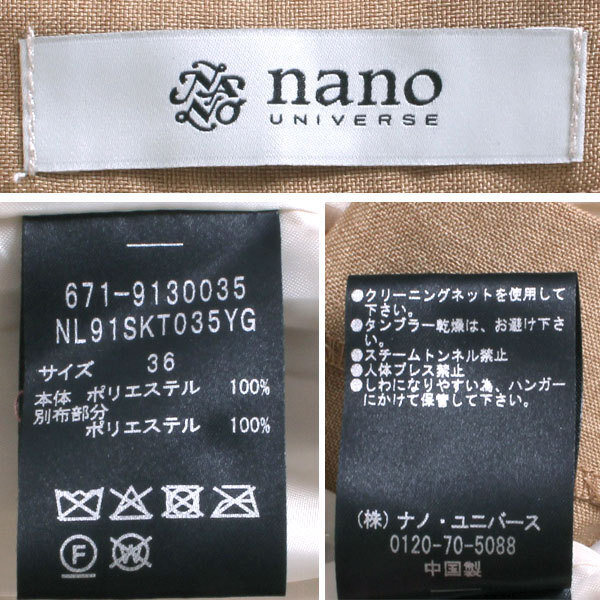 nano
UNIVERSE
671-9130035
NL91SKT035YG
サイズ 36
本体 ポリエステル 100%
別布部分
ポリエステル 100%
F
W
●クリーニングネットを使用して
下さい。
●タンブラー乾燥は、お避け下さ
い。
●スチームトンネル禁止
●人体プレス禁止
●しわになりやすい為、ハンガー
にかけて保管して下さい。
(株)ナノ・ユニバース
0120-70-5088
中国製